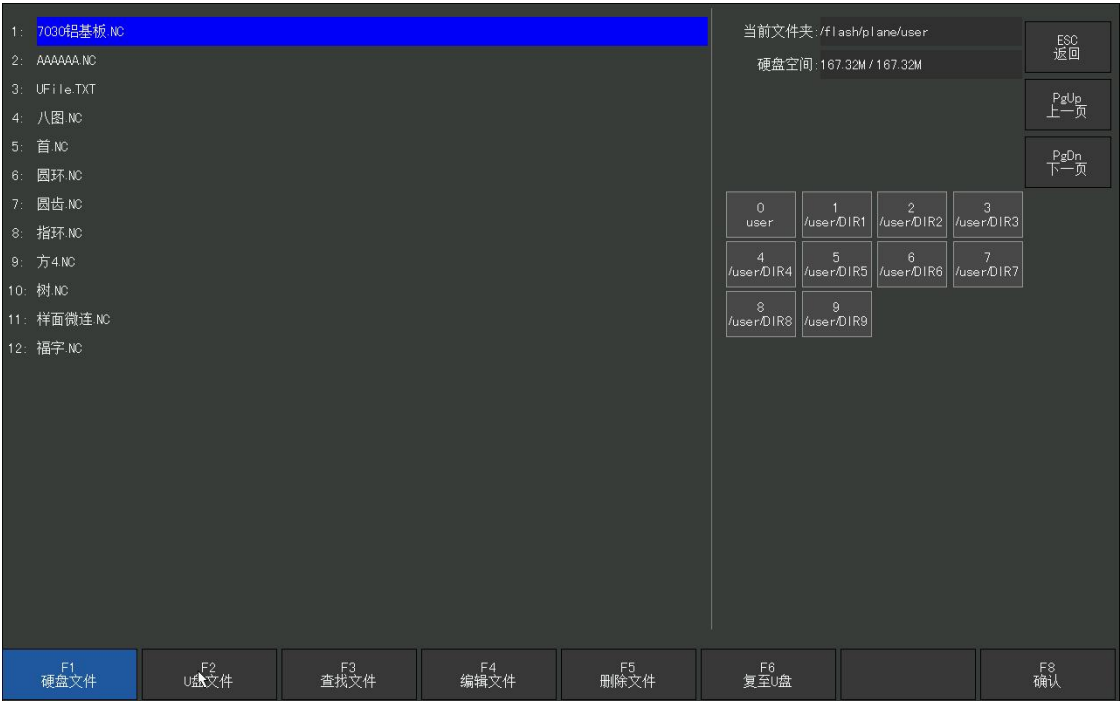 1: 7030铝基板.NC
2: AAAAAA.NC
3: UFile.TXT
4: 八图.NC
5: 首.NC
6: 圆环.NC
7: 圆齿.NC
8: 指环.NC
9: 方4.NC
10: 树.NC
11: 样面微连.NC
12: 福字.NC
当前文件夹:/flash/plane/user
硬盘空间:167.32M/167.32M
ESC
返回
PgUp
上一页
PgDn
下一页
0 1 2 3
user /user/DIR1 /user/DIR2 /user/DIR3
4 5 6 7
/user/DIR4 /user/DIR5 /user/DIR6 /user/DIR7
8 9
/user/DIR8 /user/DIR9
F1 F2 F3 F4 F5 F6 F8
硬盘文件 U盘文件 查找文件 编辑文件 删除文件 复至U盘 确认